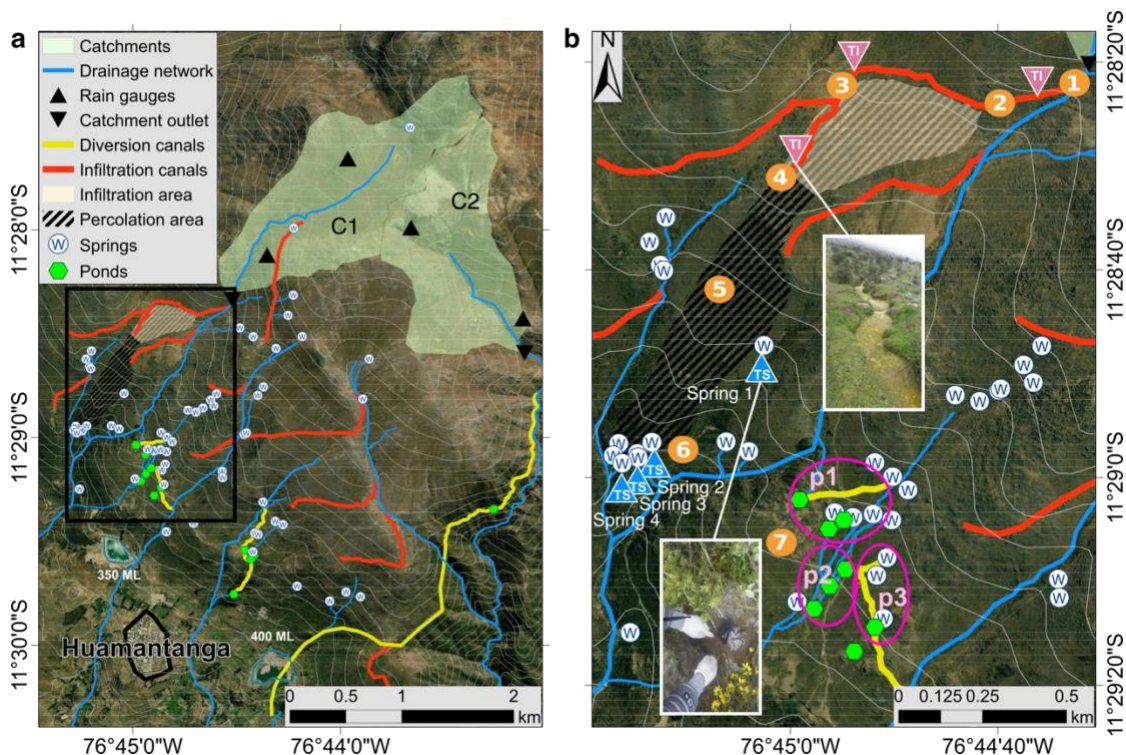 a
Catchments
Drainage network
Rain gauges
Catchment outlet
Diversion canals
Infiltration canals
Infiltration area
Percolation area
W Springs
Ponds
C1
C2
350 ML
Huamantanga
400 ML
0 0.5 1 2
km
11°28'0"S
11°29'0"S
11°30'0"S
76°45'0"W 76°44'0"W
b
N
TI
TI
TI
1
2
3
4
5
6
7
TS
Spring 1
TS
Spring 2
TS
Spring 3
TS
Spring 4
p1
p2
p3
0 0.125 0.25 0.5
km
11°28'20"S
11°28'40"S
11°29'0"S
11°29'20"S
76°45'0"W 76°44'40"W